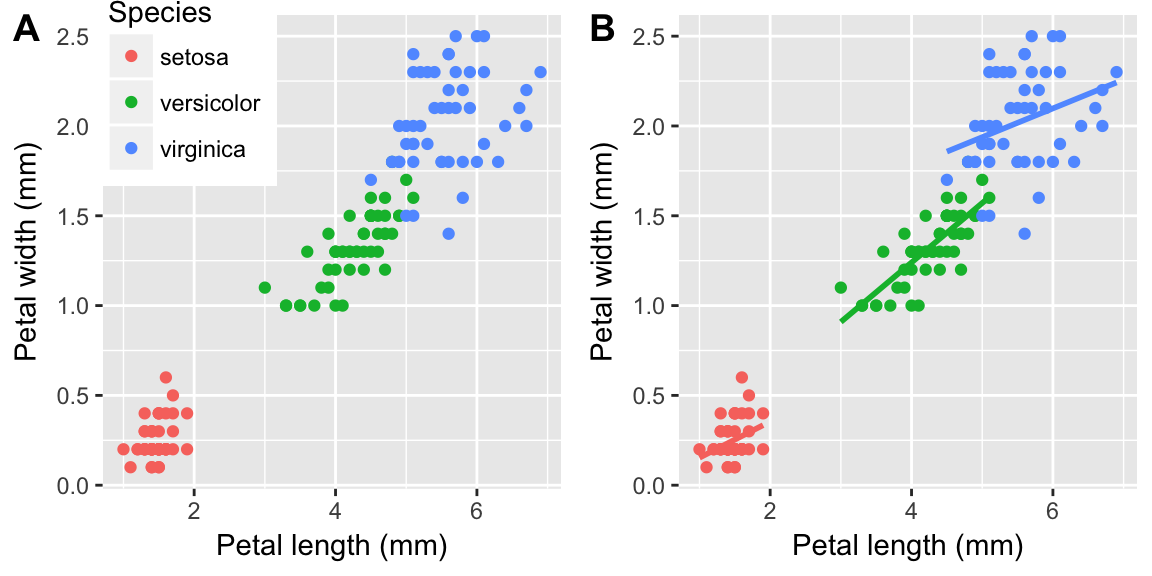 A
Species
setosa
versicolor
virginica
2.5
2.0
1.5
1.0
0.5
0.0
Petal width (mm)
2 4 6
Petal length (mm)
B
2.5
2.0
1.5
1.0
0.5
0.0
Petal width (mm)
2 4 6
Petal length (mm)